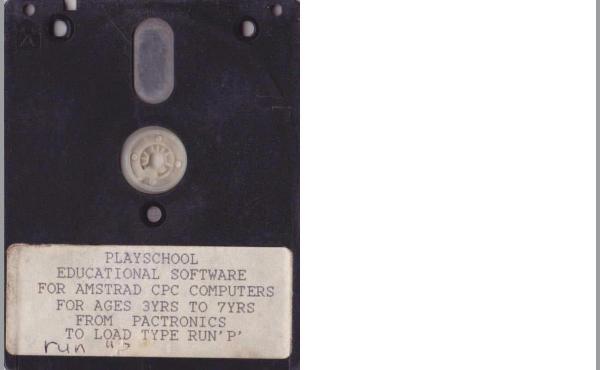 PLAYSCHOOL
EDUCATIONAL SOFTWARE
FOR AMSTRAD CPC COMPUTERS
FOR AGES 3YRS TO 7YRS
FROM PACTRONICS
TO LOAD TYPE RUN'P'
run "